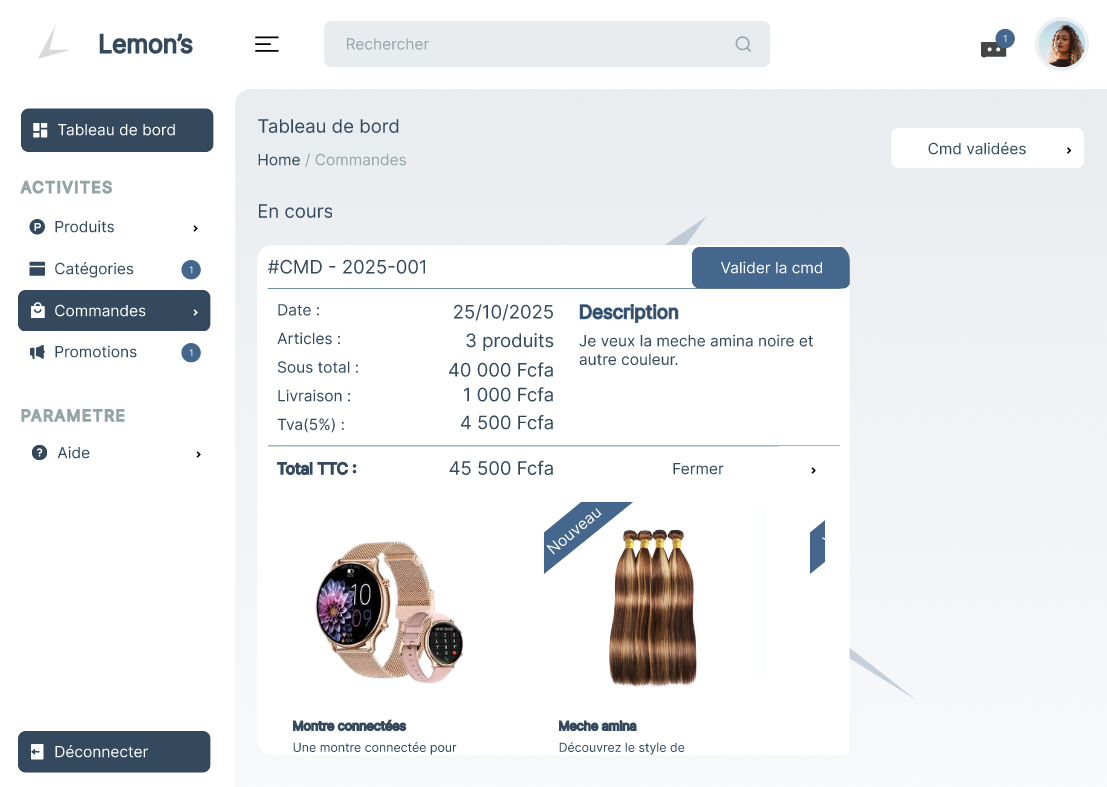 Lemon's
Rechercher
1
Tableau de bord
ACTIVITES
P Produits
Catégories 1
Commandes
Promotions 1
PARAMETRE
? Aide
Déconnecter
Tableau de bord
Home / Commandes
Cmd validées
En cours
#CMD - 2025-001
Valider la cmd
Date : 25/10/2025
Articles : 3 produits
Sous total : 40 000 Fcfa
Livraison : 1 000 Fcfa
Tva(5%) : 4 500 Fcfa
Description
Je veux la meche amina noire et
autre couleur.
Total TTC : 45 500 Fcfa
Fermer
10
09
Nouveau
Montre connectées
Une montre connectée pour
Meche amina
Découvrez le style de